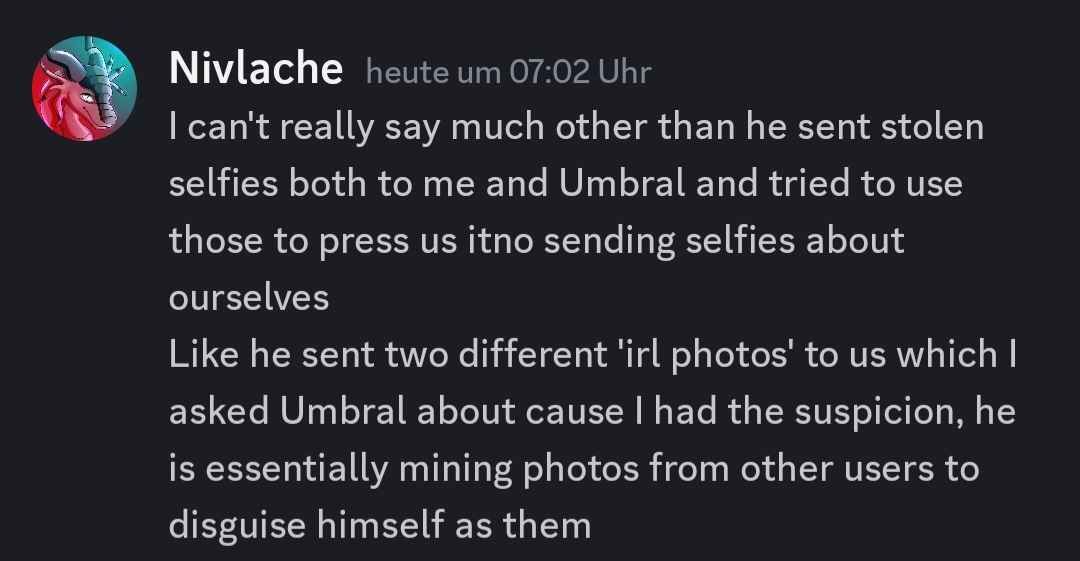 Nivlache heute um 07:02 Uhr
I can't really say much other than he sent stolen
selfies both to me and Umbral and tried to use
those to press us itno sending selfies about
ourselves
Like he sent two different 'irl photos' to us which I
asked Umbral about cause I had the suspicion, he
is essentially mining photos from other users to
disguise himself as them